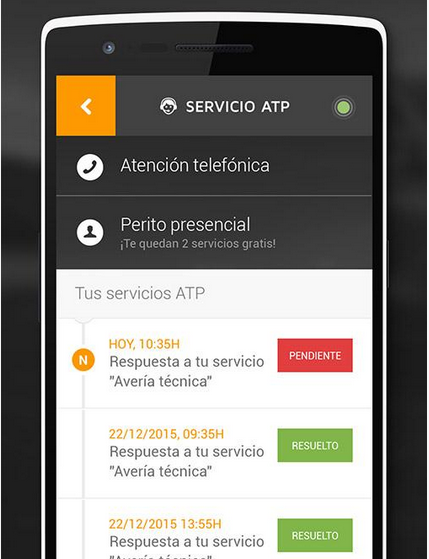 SERVICIO ATP
Atención telefónica
Perito presencial
¡Te quedan 2 servicios gratis!
Tus servicios ATP
HOY, 10:35H
N
Respuesta a tu servicio
"Avería técnica"
PENDIENTE
22/12/2015, 09:35H
Respuesta a tu servicio
"Avería técnica"
RESUELTO
22/12/2015 13:55H
Respuesta a tu servicio
"Avería técnica"
RESUELTO